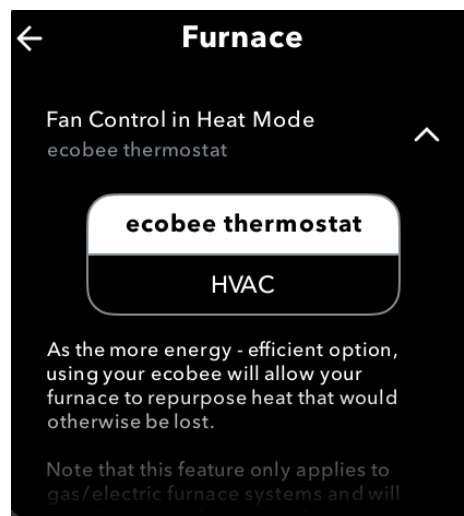 Furnace
Fan Control in Heat Mode
ecobee thermostat
ecobee thermostat
HVAC
As the more energy - efficient option,
using your ecobee will allow your
furnace to repurpose heat that would
otherwise be lost.
Note that this feature only applies to
gas/electric furnace systems and will